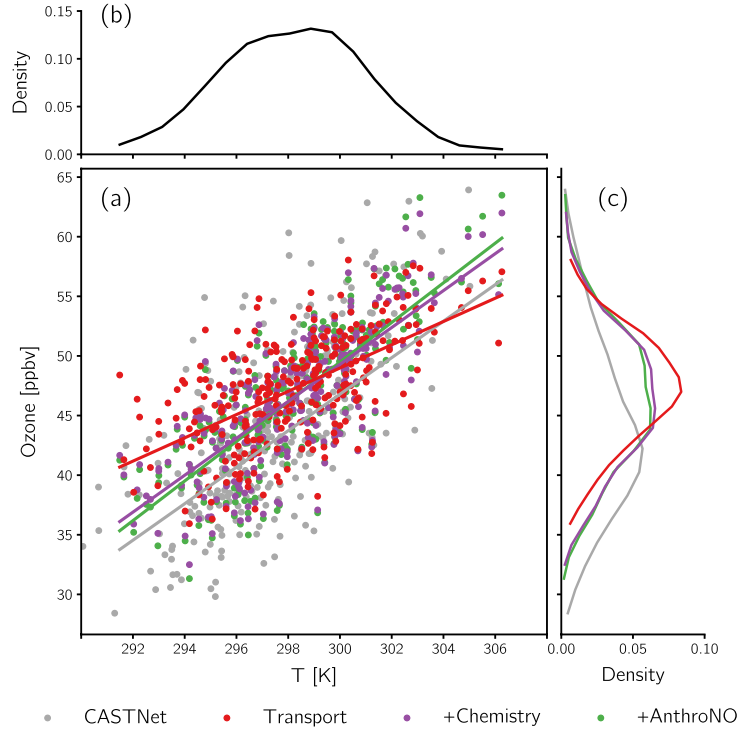 (b)
Density
0.15
0.10
0.05
0.00
(a)
Ozone [ppbv]
65
60
55
50
45
40
35
30
292 294 296 298 300 302 304 306
T [K]
(c)
0.00 0.05 0.10
Density
CASTNet Transport +Chemistry +AnthroNO